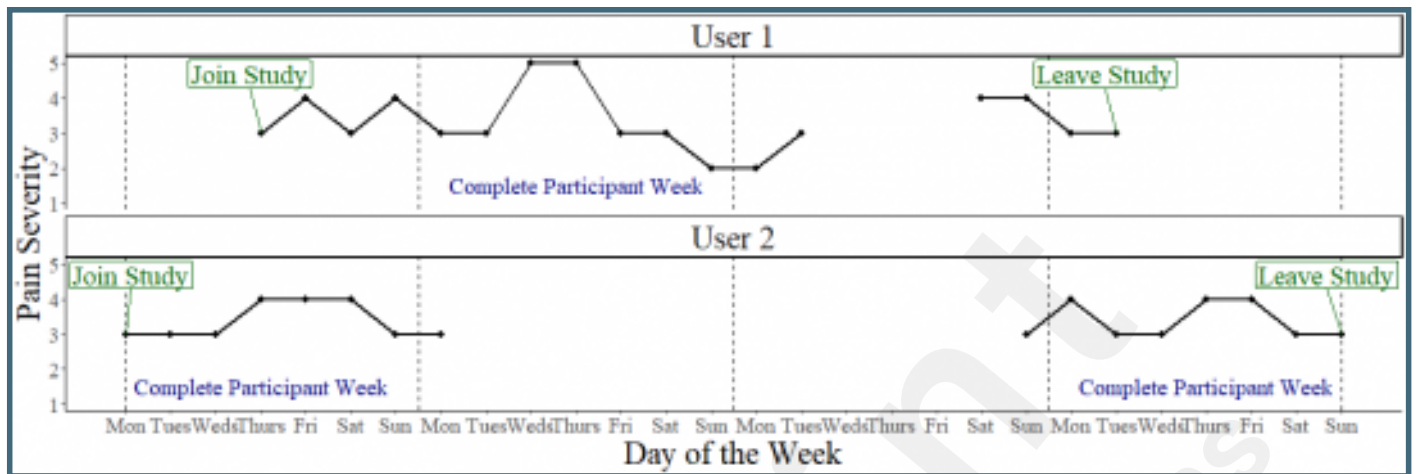 User 1
5
Join Study
Leave Study
4
3
2
Complete Participant Week
1
Pain Severity
User 2
5
Join Study
Leave Study
4
3
2
Complete Participant Week Complete Participant Week
1
Mon Tues Weds Thurs Fri Sat Sun Mon Tues Weds Thurs Fri Sat Sun Mon Tues Weds Thurs Fri Sat Sun Mon Tues Weds Thurs Fri Sat Sun
Day of the Week